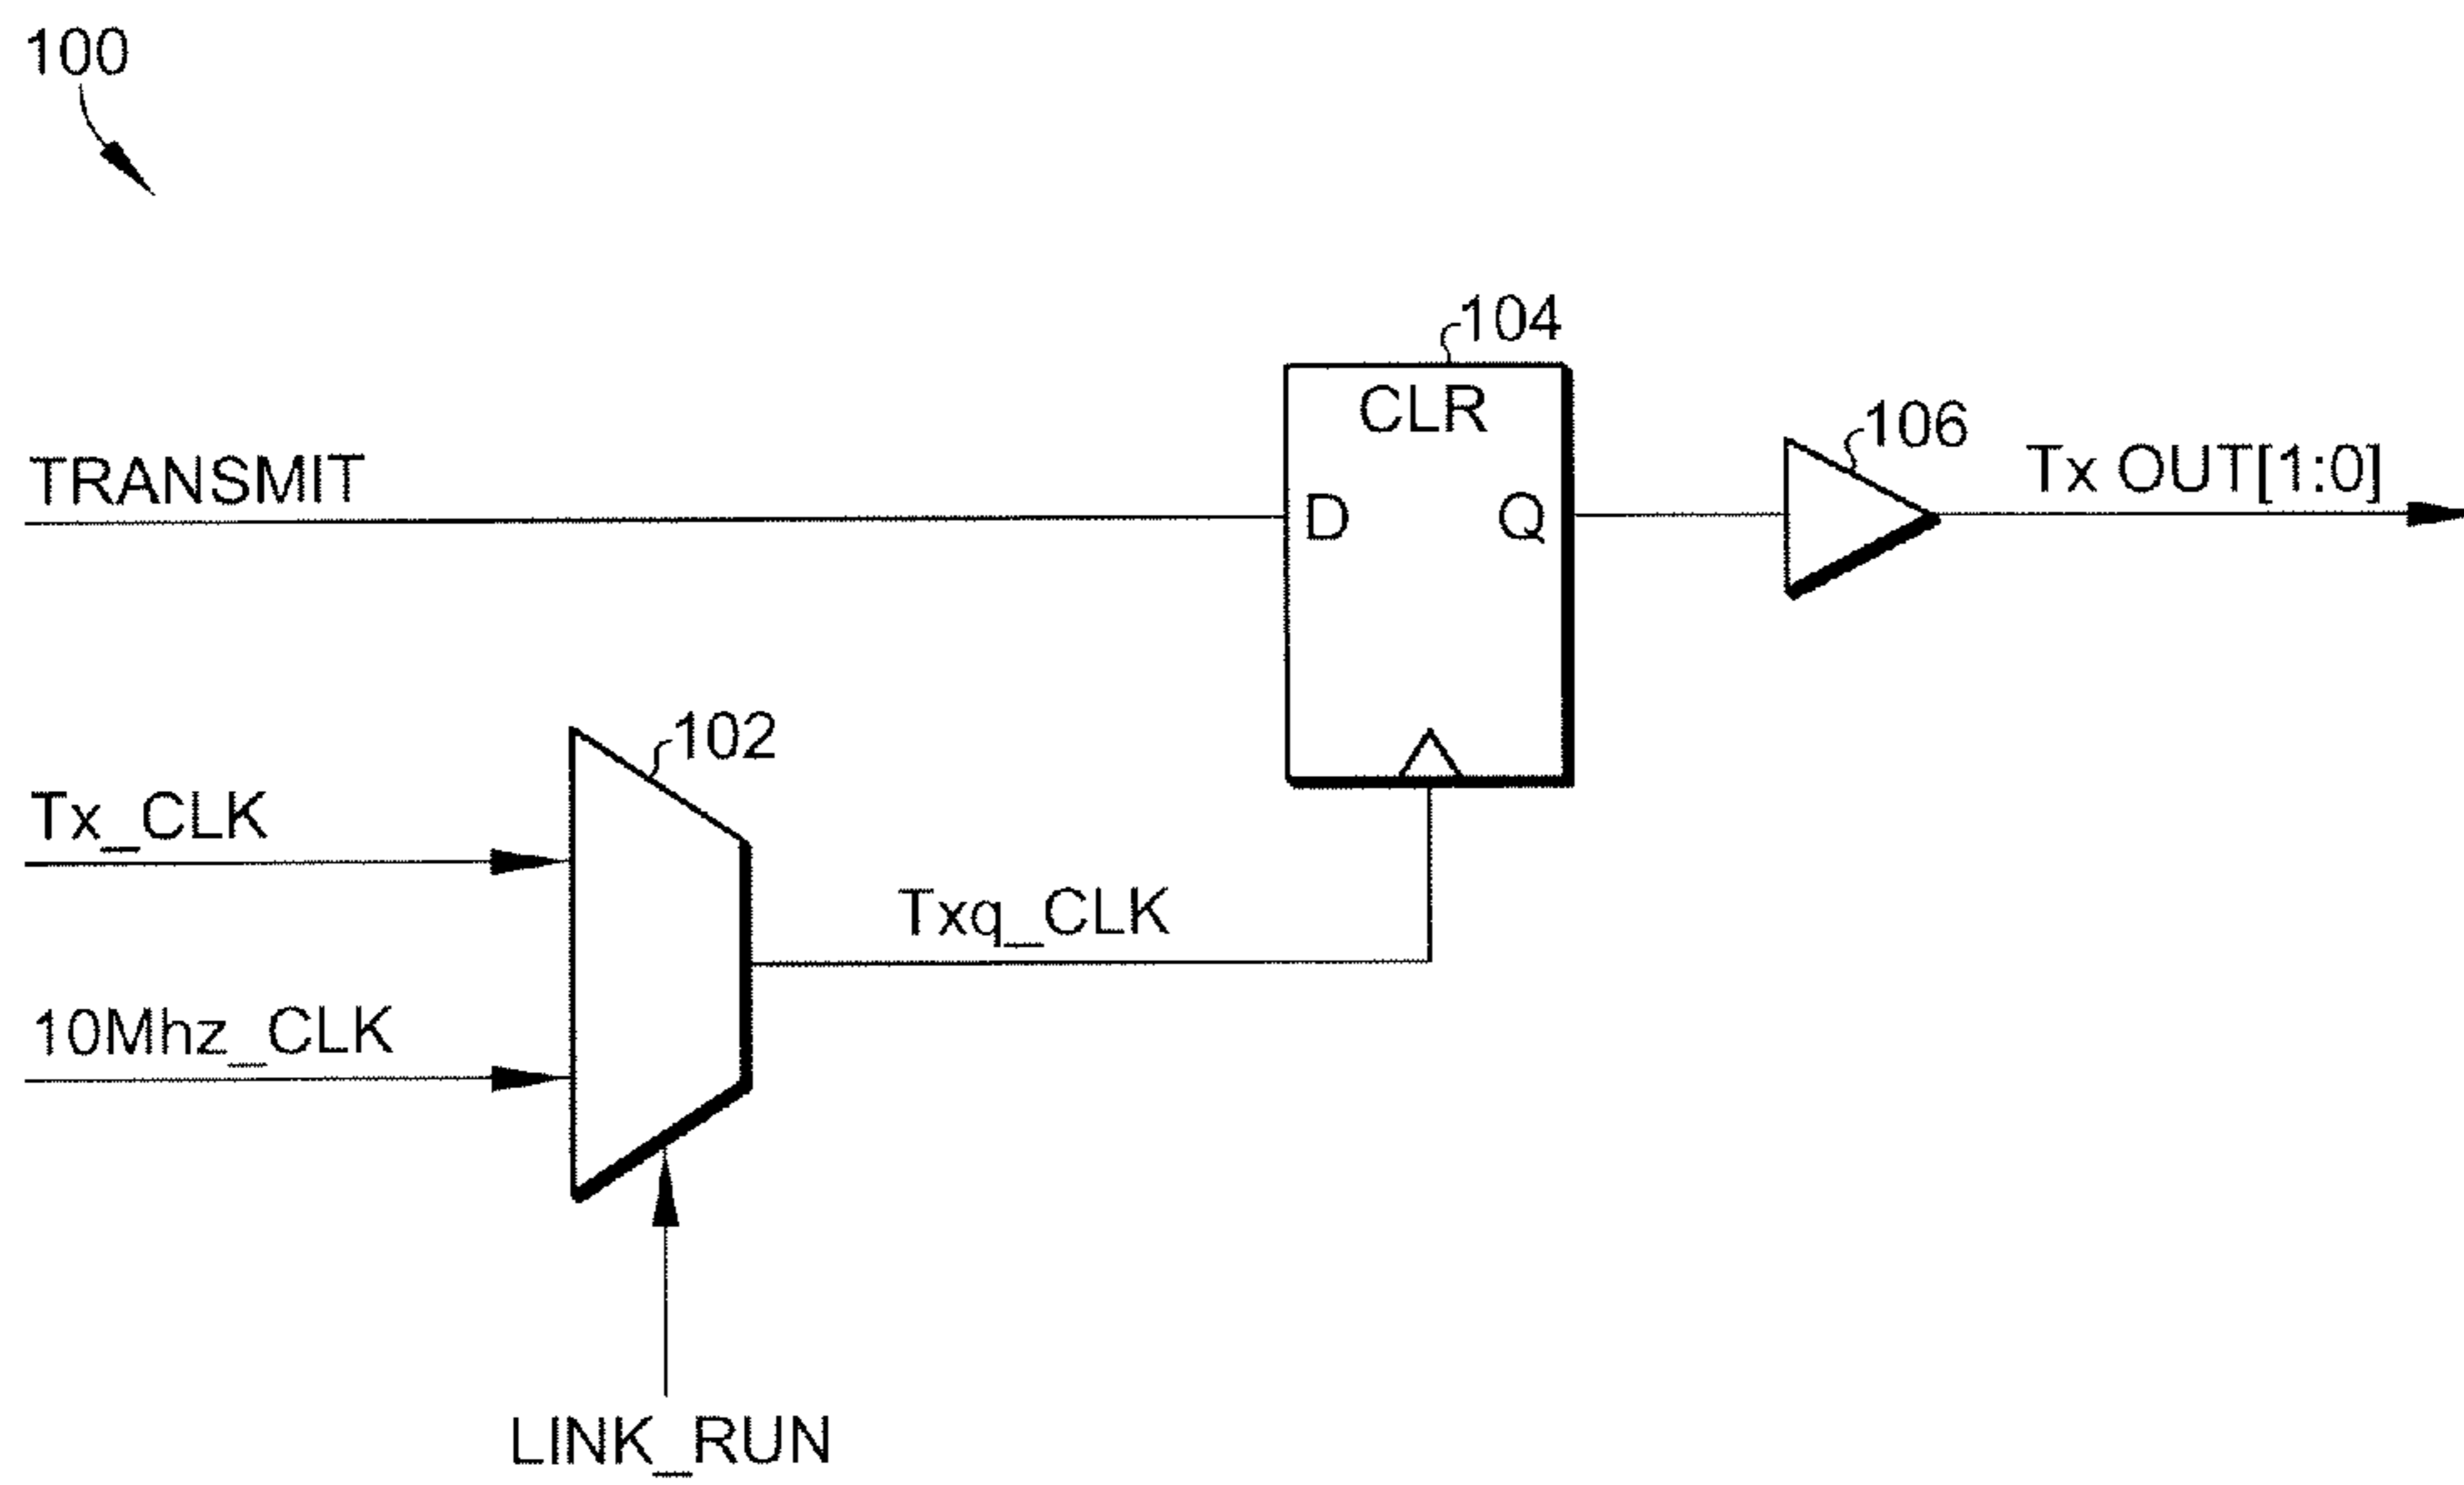 100
104
CLR
106
TRANSMIT
Tx OUT[1:0]
D
Q
102
Tx_CLK
Txq_CLK
10Mhz_CLK
LINK_RUN